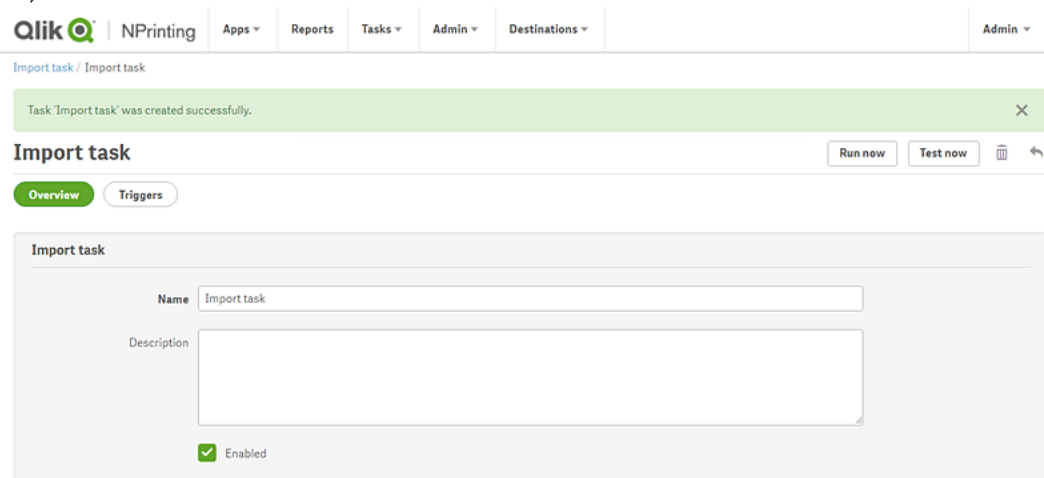 Qlik NPrinting Apps Reports Tasks Admin Destinations Admin
Import task / Import task
Task 'Import task' was created successfully.
Import task Run now Test now
Overview Triggers
Import task
Name Import task
Description
Enabled